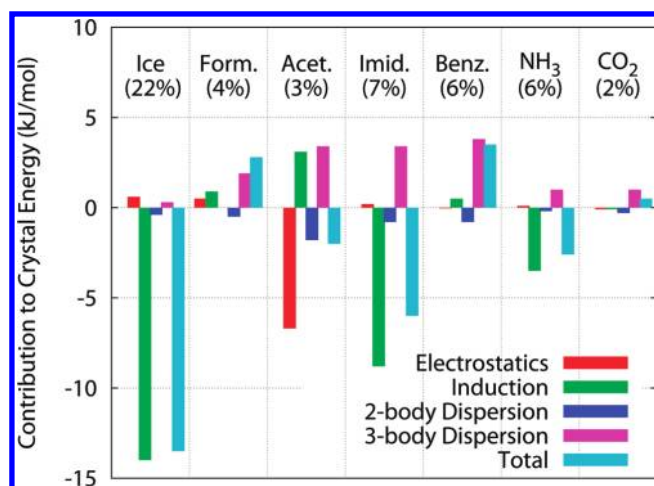 Contribution to Crystal Energy (kJ/mol)
10
5
0
-5
-10
-15
Ice
(22%)
Form.
(4%)
Acet.
(3%)
Imid.
(7%)
Benz.
(6%)
NH₃
(6%)
CO₂
(2%)
Electrostatics
Induction
2-body Dispersion
3-body Dispersion
Total